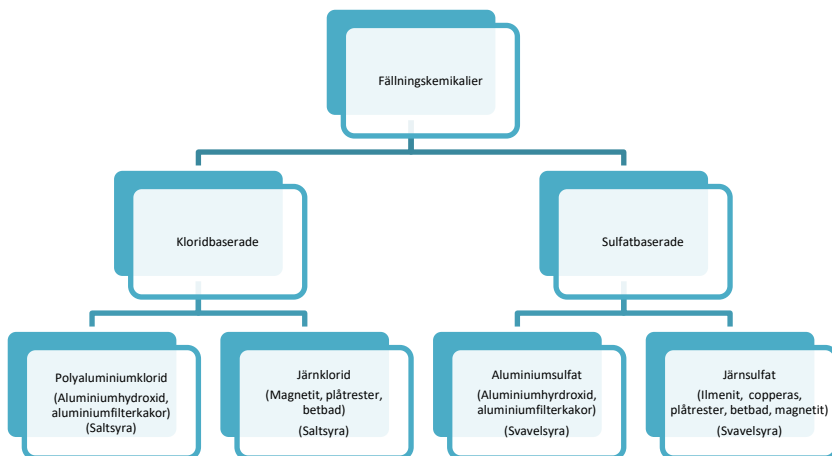 Fällningskemikalier
Kloridbaserade
Sulfatbaserade
Polyaluminiumklorid
(Aluminiumhydroxid,
aluminiumfilterkakor)
(Saltsyra)
Järnklorid
(Magnetit, plåtrester,
betbad)
(Saltsyra)
Aluminiumsulfat
(Aluminiumhyrdroxid,
aluminiumfilterkakor)
(Svavelsyra)
Järnsulfat
(Ilmenit, copperas,
plåtrester, betbad, magnetit)
(Svavelsyra)